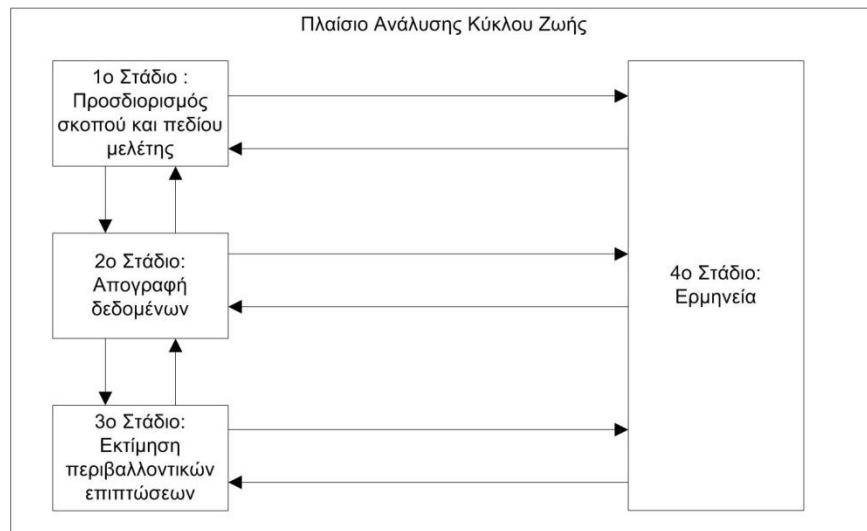 Πλαίσιο Ανάλυσης Κύκλου Ζωής
1ο Στάδιο :
Προσδιορισμός
σκοπού και πεδίου
μελέτης
2ο Στάδιο:
Απογραφή
δεδομένων
3ο Στάδιο:
Εκτίμηση
περιβαλλοντικών
επιπτώσεων
4ο Στάδιο:
Ερμηνεία